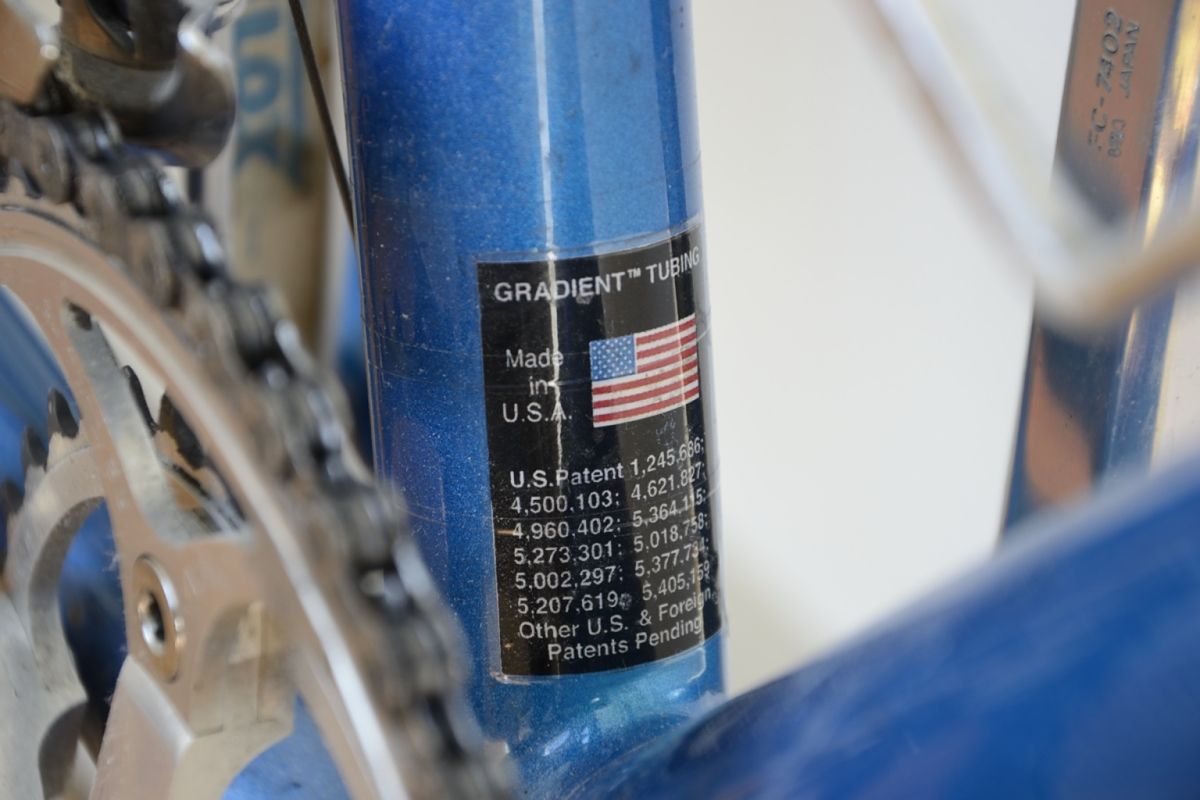 GRADIENT™ TUBING
Made
in
U.S.A.
U.S.Patent 1,245,686;
4,500,103; 4,621,827;
4,960,402; 5,364,115;
5,273,301; 5,018,758;
5,002,297; 5,377,734;
5,207,619; 5,405,159
Other U.S. & Foreign
Patents Pending
FC-7402
JAPAN